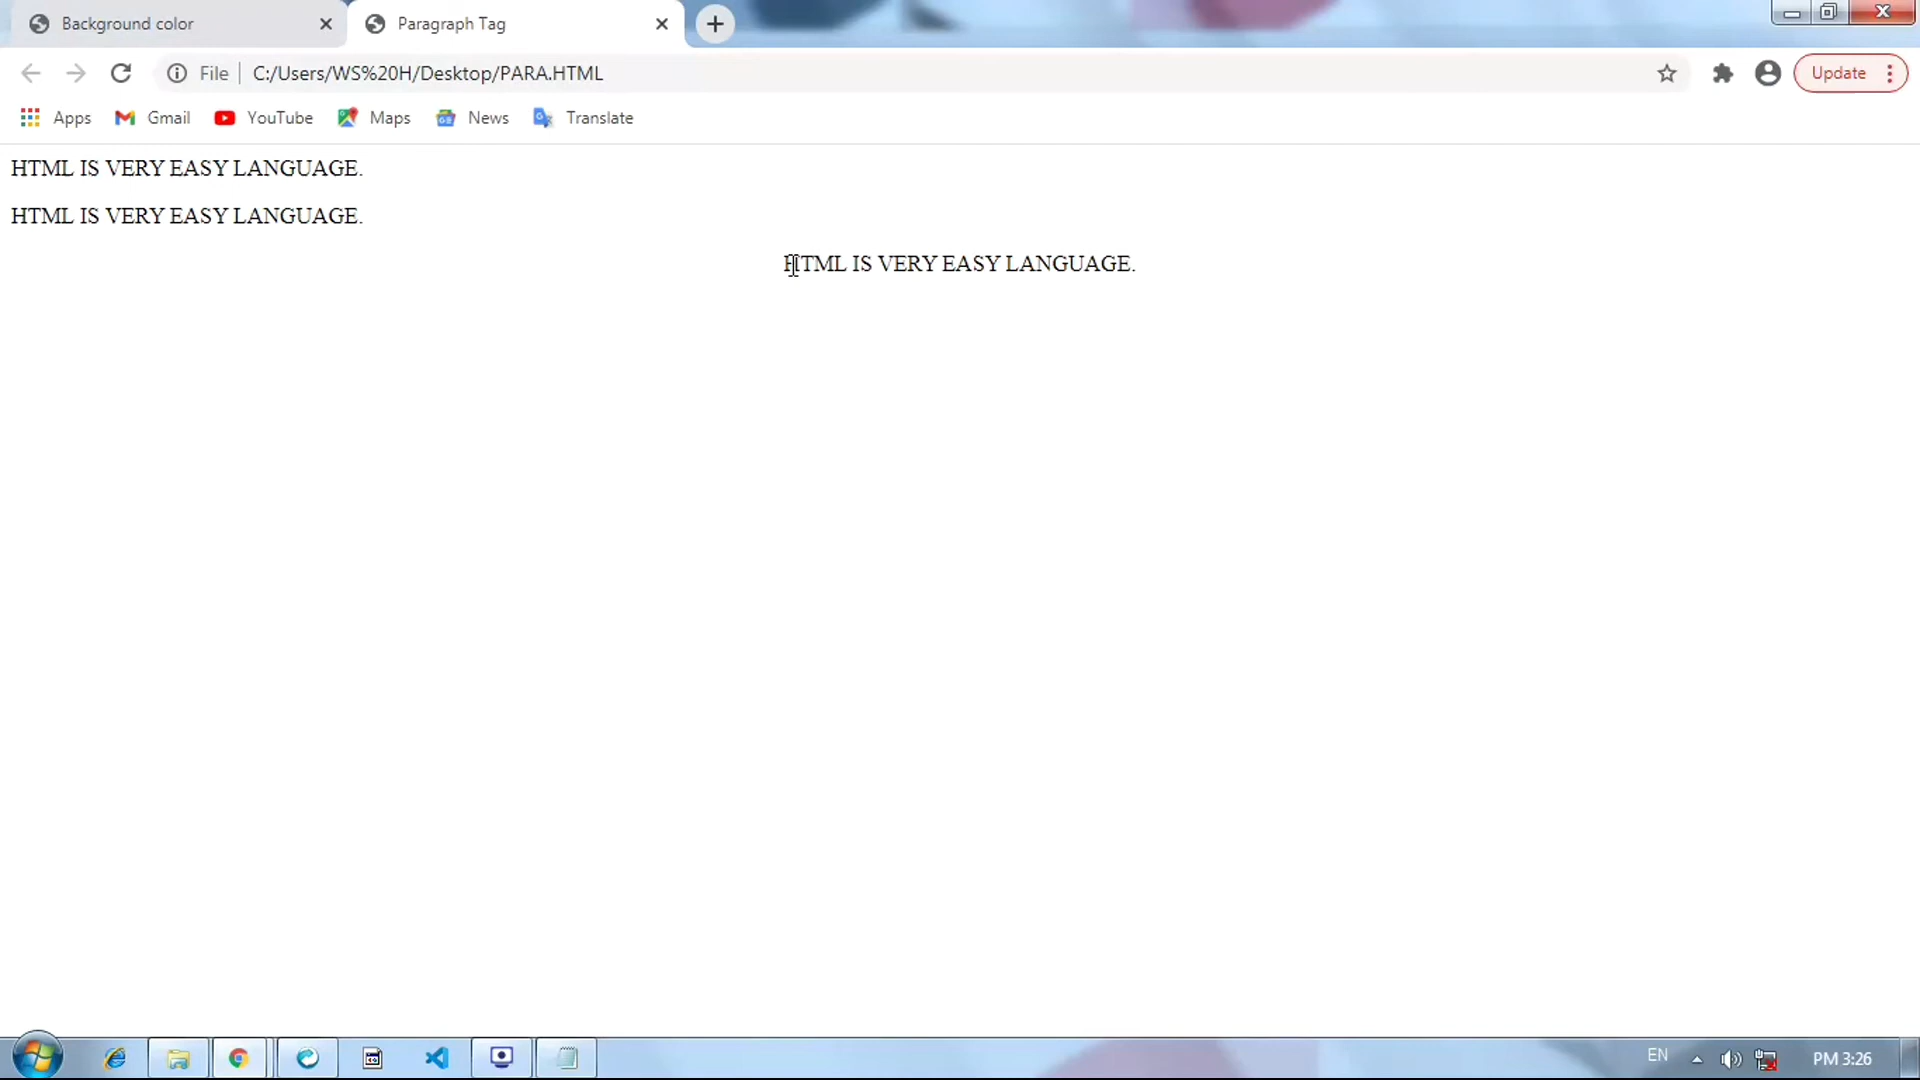 Background color
Paragraph Tag
File
C:/Users/WS%20H/Desktop/PARA.HTML
Update
Apps
Gmail
YouTube
Maps
News
Translate
HTML IS VERY EASY LANGUAGE.
HTML IS VERY EASY LANGUAGE.
HTML IS VERY EASY LANGUAGE.
EN
PM 3:26